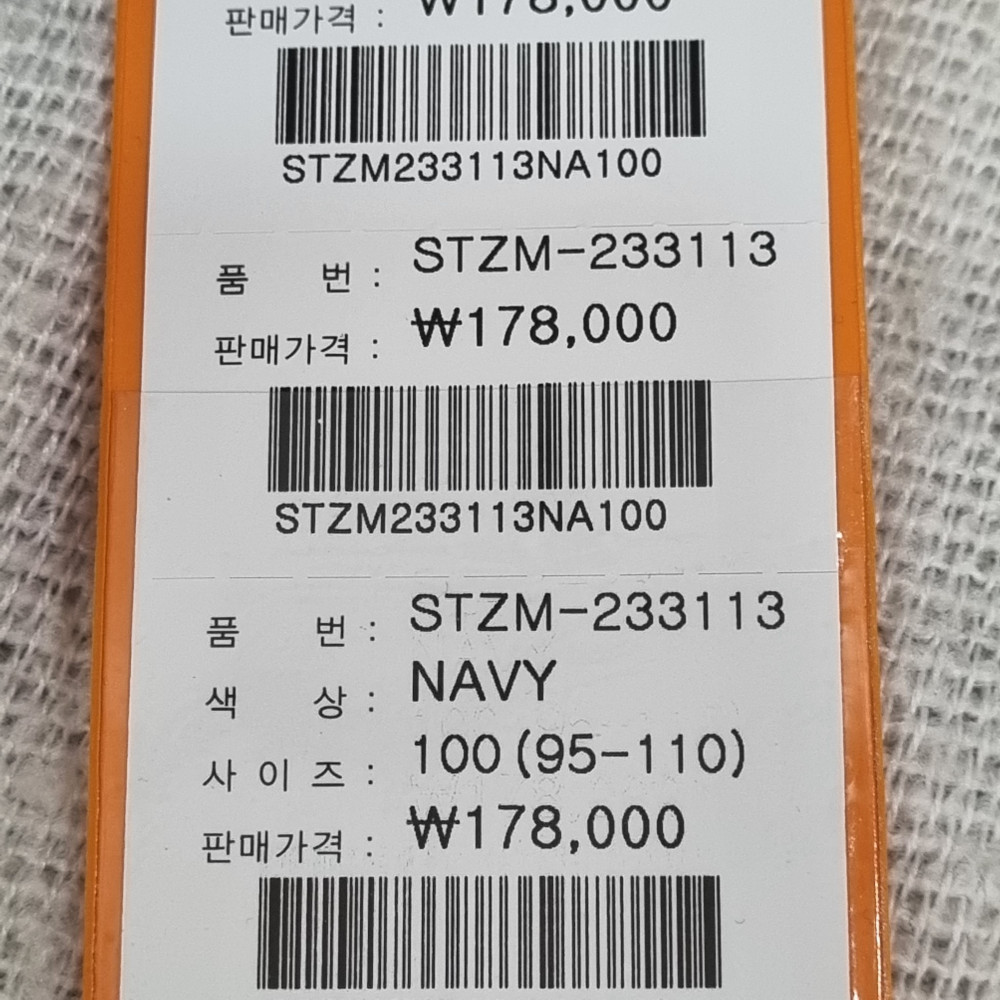 판매가격 : ₩178,000
STZM233113NA100
품 번 : STZM-233113
판매가격 : ₩178,000
STZM233113NA100
품 번 : STZM-233113
색 상 : NAVY
사 이 즈 : 100(95-110)
판매가격 : ₩178,000